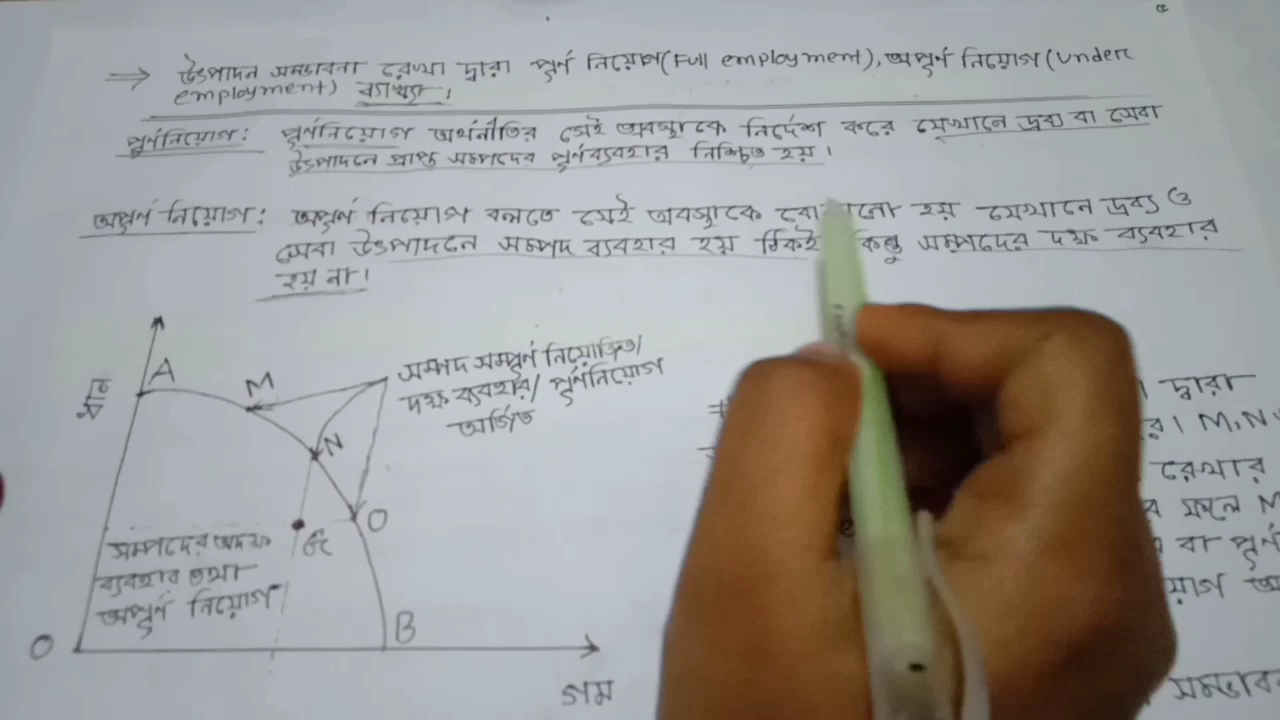 ⇒ উৎপাদন সম্ভাবনা রেখা দ্বারা পূর্ণ নিয়োগ (Full employment), অপূর্ণ নিয়োগ (Under
employment) ব্যাখ্যা।
পূর্ণনিয়োগ: পূর্ণনিয়োগ অর্থনীতির সেই অবস্থাকে নির্দেশ করে যেখানে দ্রব্য বা সেবা
উৎপাদনে প্রাপ্ত সম্পদের পূর্ণব্যবহার নিশ্চিত হয়।
অপূর্ণ নিয়োগ: অপূর্ণ নিয়োগ বলতে সেই অবস্থাকে হয় যেখানে দ্রব্য ও
সেবা উৎপাদনে সম্পদ ব্যবহার হয় ঠিকই কিন্তু সম্পদের দক্ষ ব্যবহার
হয় না।
A
M
N
O
G
B
O
সম্পদ সম্পূর্ণ নিয়োজিত/
দক্ষ ব্যবহার/ পূর্ণনিয়োগ
অর্জিত
সম্পদের অদক্ষ
ব্যবহার তথা
অপূর্ণ নিয়োগ
গম
দ্বারা
M, N,
রেখার
ফলে M
বা পূর্ণ